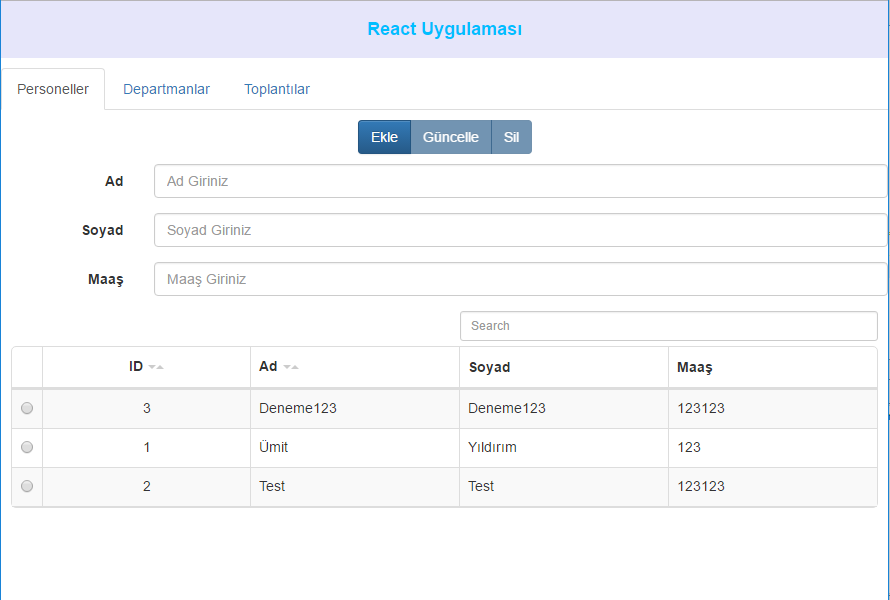 React Uygulaması
Personeller Departmanlar Toplantılar
Ekle Güncelle Sil
Ad Ad Giriniz
Soyad Soyad Giriniz
Maaş Maaş Giriniz
Search
ID Ad Soyad Maaş
3 Deneme123 Deneme123 123123
1 Ümit Yıldırım 123
2 Test Test 123123